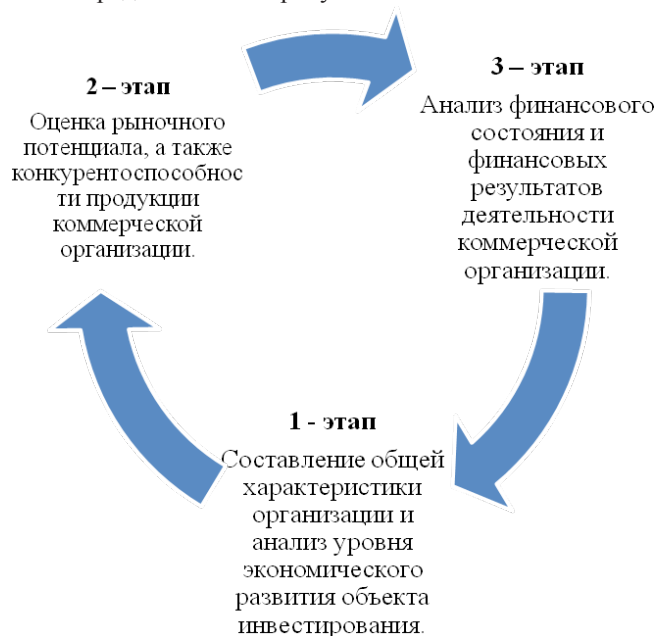 2 – этап
Оценка рыночного
потенциала, а также
конкурентоспособнос
ти продукции
коммерческой
организации.
3 – этап
Анализ финансового
состояния и
финансовых
результатов
деятельности
коммерческой
организации.
1 - этап
Составление общей
характеристики
организации и
анализ уровня
экономического
развития объекта
инвестирования.